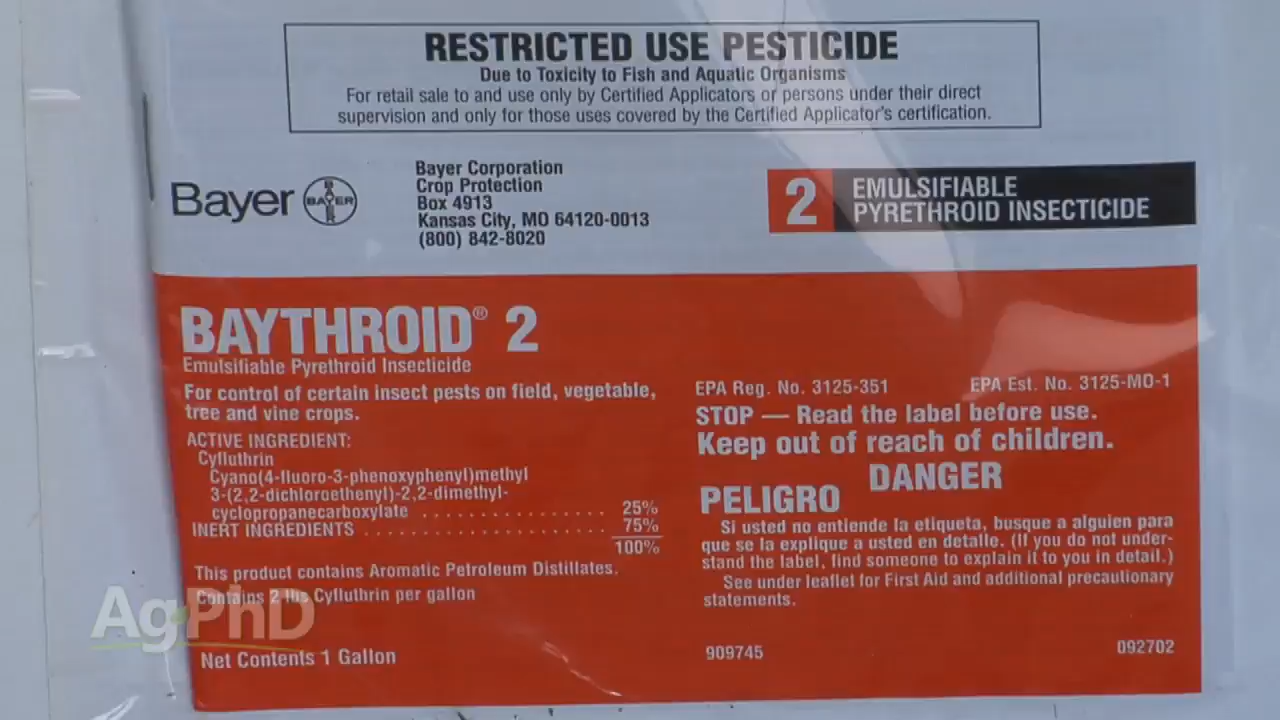 RESTRICTED USE PESTICIDE
Due to Toxicity to Fish and Aquatic Organisms
For retail sale to and use only by Certified Applicators or persons under their direct
supervision and only for those uses covered by the Certified Applicator's certification.
Bayer
BAYER
BAYER
Bayer Corporation
Crop Protection
Box 4913
Kansas City, MO 64120-0013
(800) 842-8020
2
EMULSIFIABLE
PYRETHROID INSECTICIDE
BAYTHROID® 2
Emulsifiable Pyrethroid Insecticide
For control of certain insect pests on field, vegetable,
tree and vine crops.
ACTIVE INGREDIENT:
Cyfluthrin
Cyano(4-fluoro-3-phenoxyphenyl)methyl
3-(2,2-dichloroethenyl)-2,2-dimethyl-
cyclopropanecarboxylate . . . . . . . . . . . . . . . . . 25%
INERT INGREDIENTS . . . . . . . . . . . . . . . . . . . . . . 75%
100%
This product contains Aromatic Petroleum Distillates.
Contains 2 lbs Cyfluthrin per gallon
Net Contents 1 Gallon
EPA Reg. No. 3125-351
EPA Est. No. 3125-MO-1
STOP — Read the label before use.
Keep out of reach of children.
DANGER
PELIGRO
Si usted no entiende la etiqueta, busque a alguien para
que se la explique a usted en detalle. (If you do not under-
stand the label, find someone to explain it to you in detail.)
See under leaflet for First Aid and additional precautionary
statements.
909745
092702
AgPhD